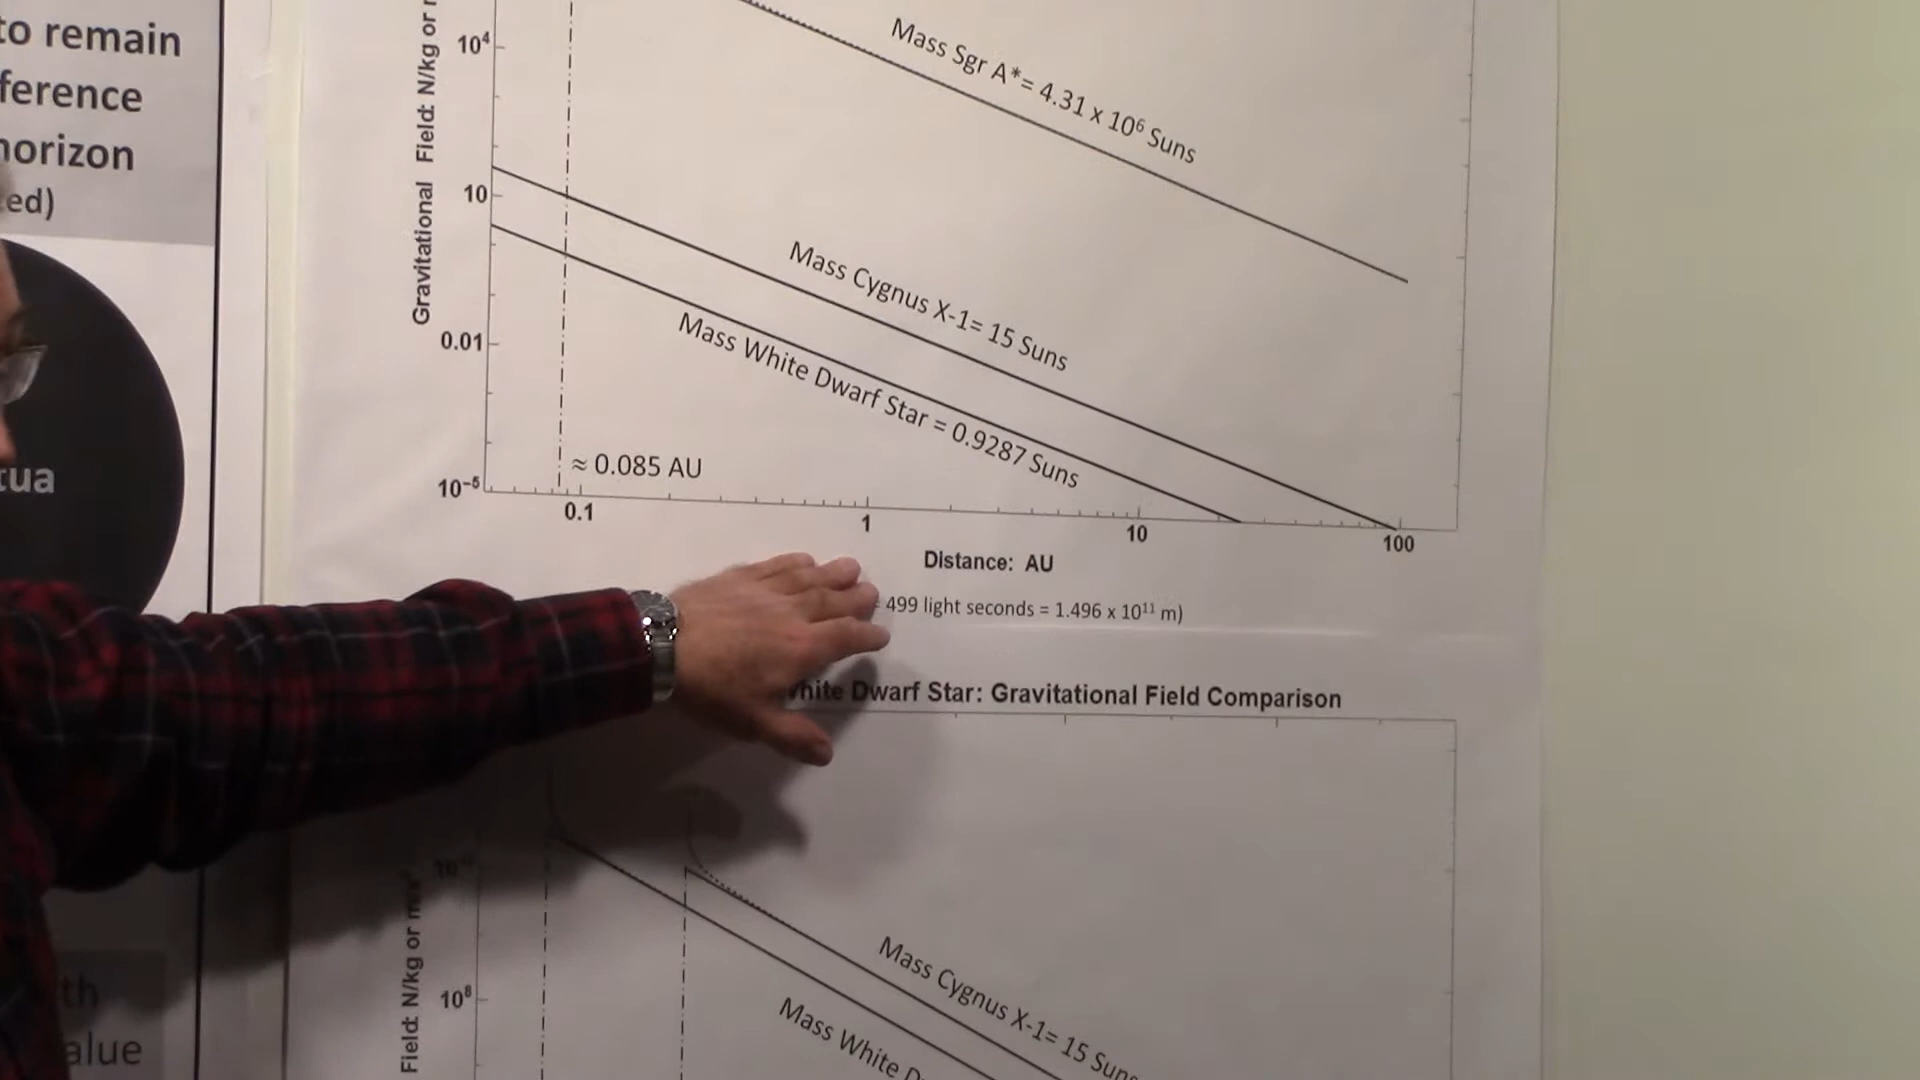 to remain
ference
horizon
ed)
tua
th
alue
Gravitational Field: N/kg or
10⁴
10
0.01
10⁻⁵
Mass Sgr A*= 4.31 x 10⁶ Suns
Mass Cygnus X-1= 15 Suns
Mass White Dwarf Star = 0.9287 Suns
≈ 0.085 AU
0.1
1
10
100
Distance: AU
499 light seconds = 1.496 x 10¹¹ m)
White Dwarf Star: Gravitational Field Comparison
Field: N/kg or
10⁸
Mass Cygnus X-1= 15 Suns
Mass White D